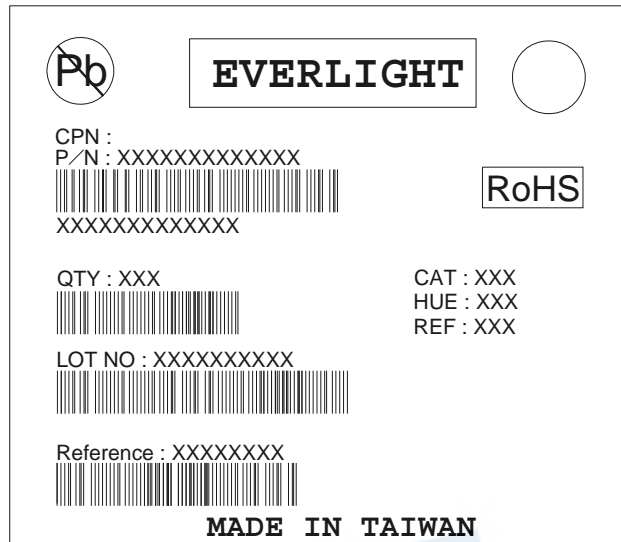 Pb
EVERLIGHT
CPN :
P/N : XXXXXXXXXXXXX
RoHS
XXXXXXXXXXXXX
QTY : XXX
CAT : XXX
HUE : XXX
REF : XXX
LOT NO : XXXXXXXXXX
Reference : XXXXXXXX
MADE IN TAIWAN